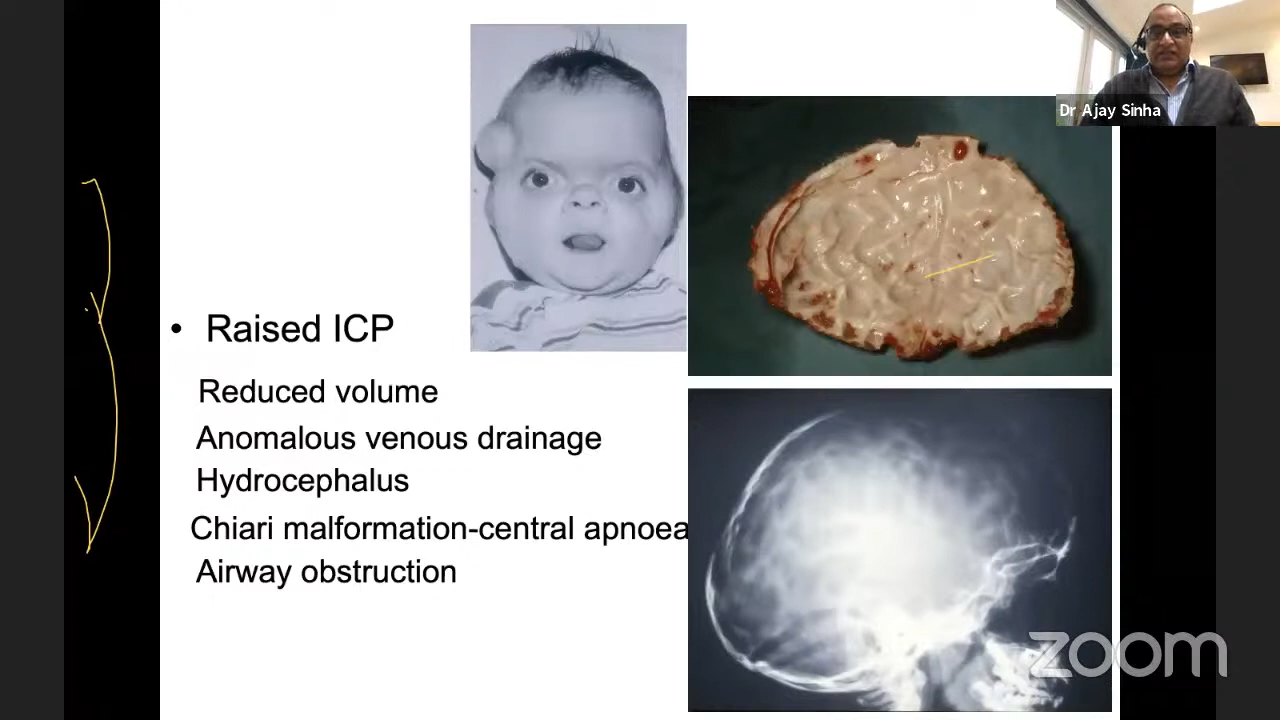 Dr Ajay Sinha
• Raised ICP
Reduced volume
Anomalous venous drainage
Hydrocephalus
Chiari malformation-central apnoea
Airway obstruction
zoom